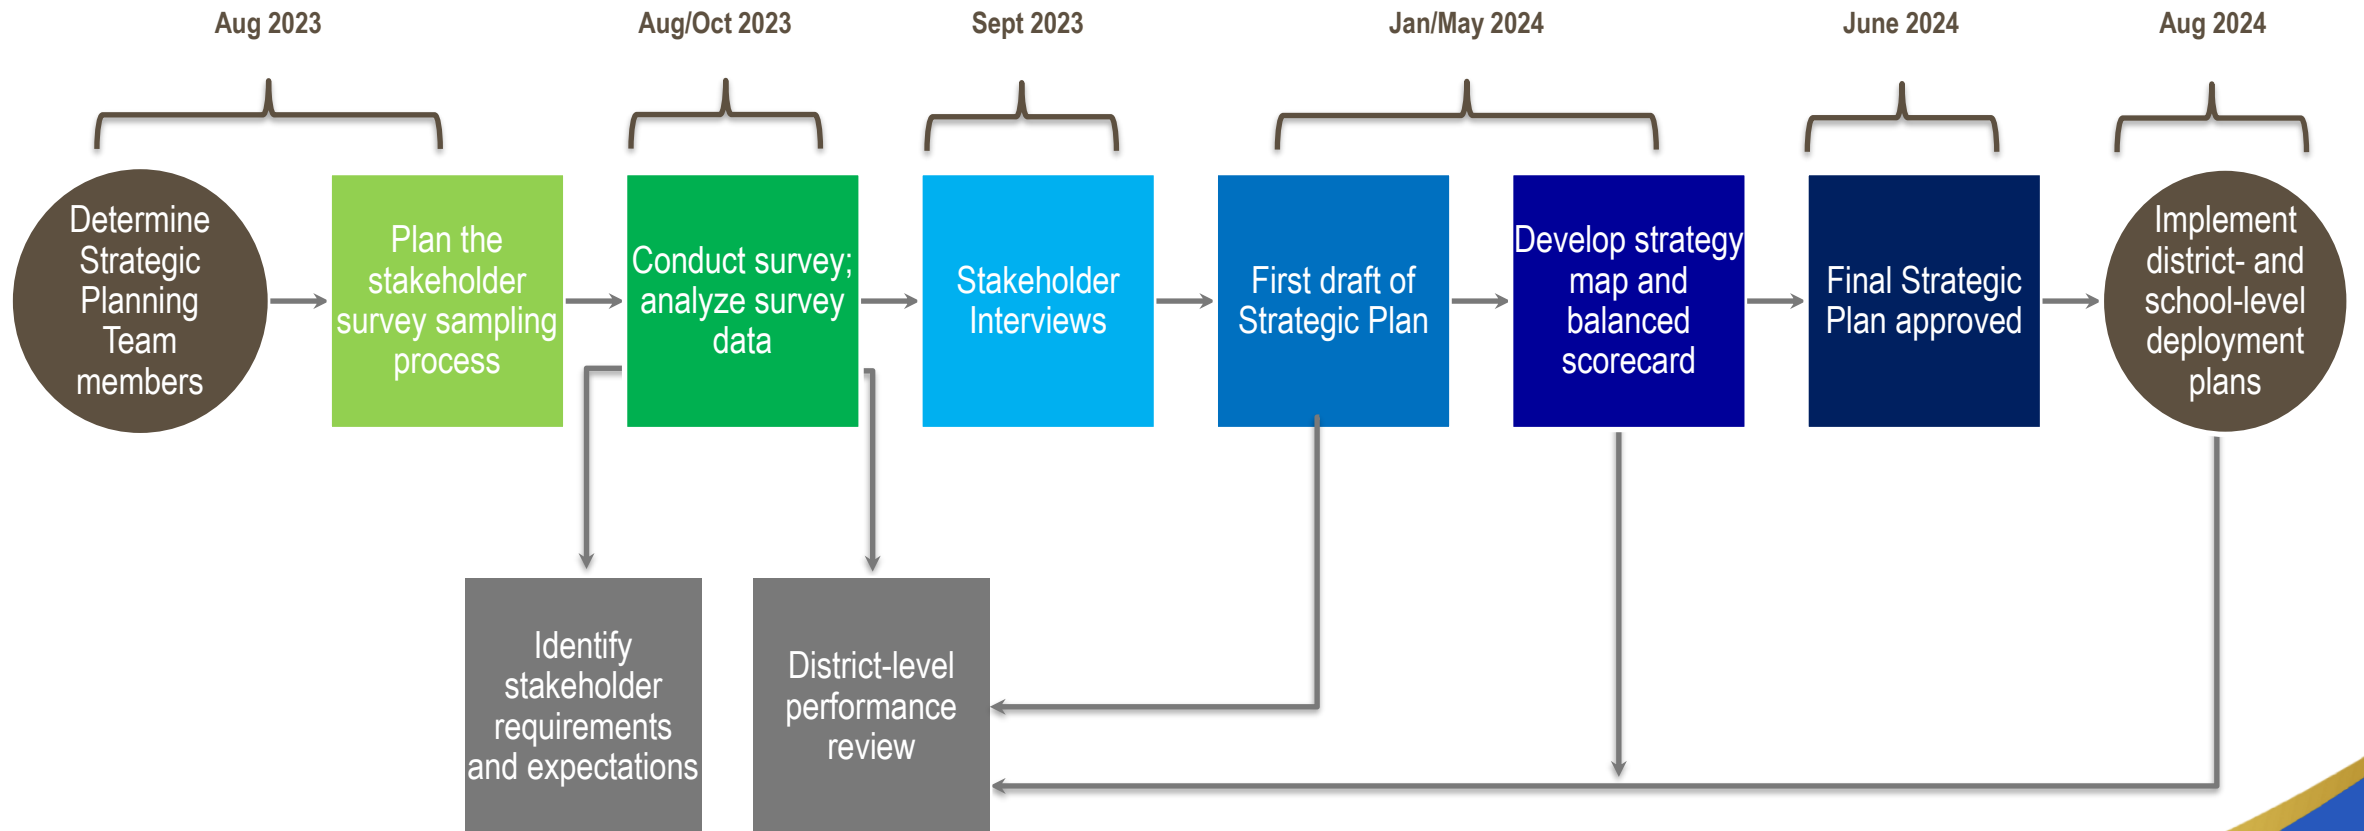 Aug 2023
Aug/Oct 2023
Sept 2023
Jan/May 2024
June 2024
Aug 2024
Determine
Strategic
Planning
Team
members
Plan the
stakeholder
survey sampling
process
Conduct survey;
analyze survey
data
Stakeholder
Interviews
First draft of
Strategic Plan
Develop strategy
map and
balanced
scorecard
Final Strategic
Plan approved
Implement
district- and
school-level
deployment
plans
Identify
stakeholder
requirements
and expectations
District-level
performance
review